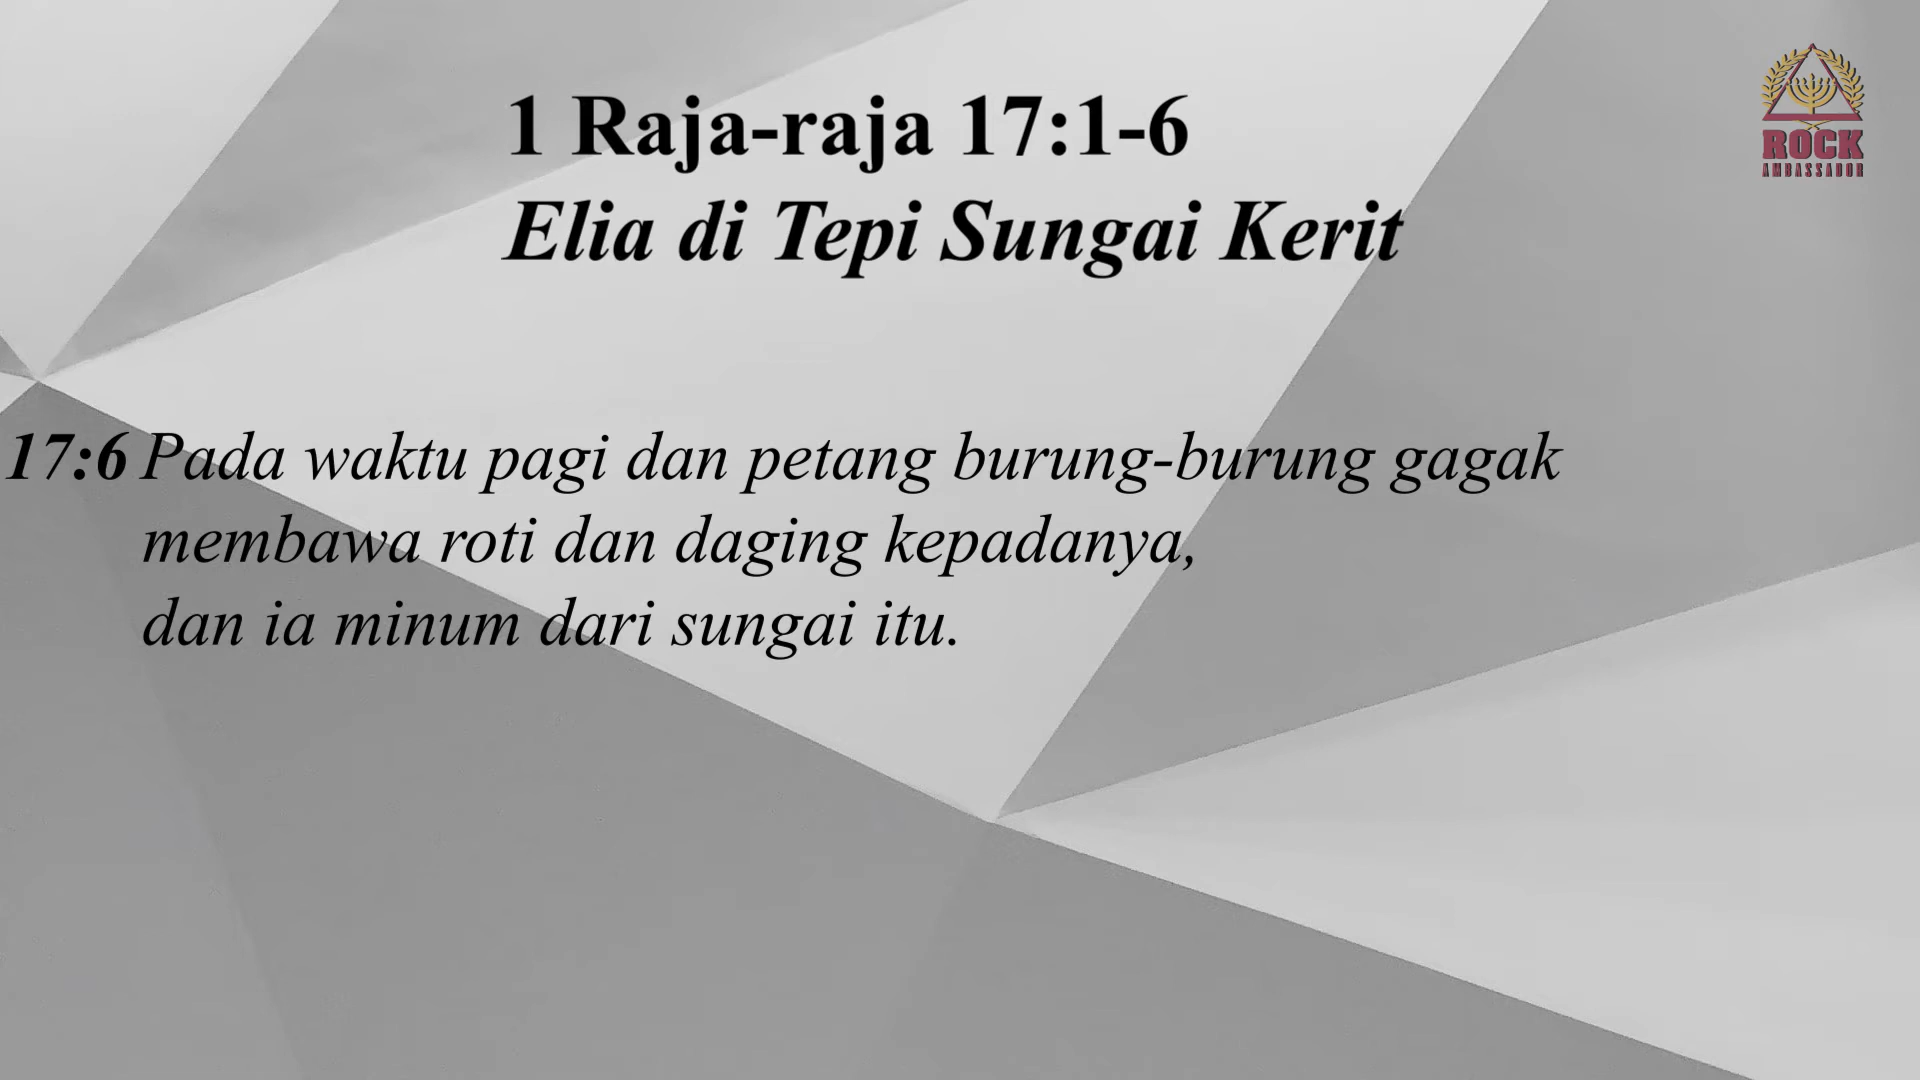 1 Raja-raja 17:1-6
Elia di Tepi Sungai Kerit
ROCK
AMBASSADOR
17:6 Pada waktu pagi dan petang burung-burung gagak
membawa roti dan daging kepadanya,
dan ia minum dari sungai itu.